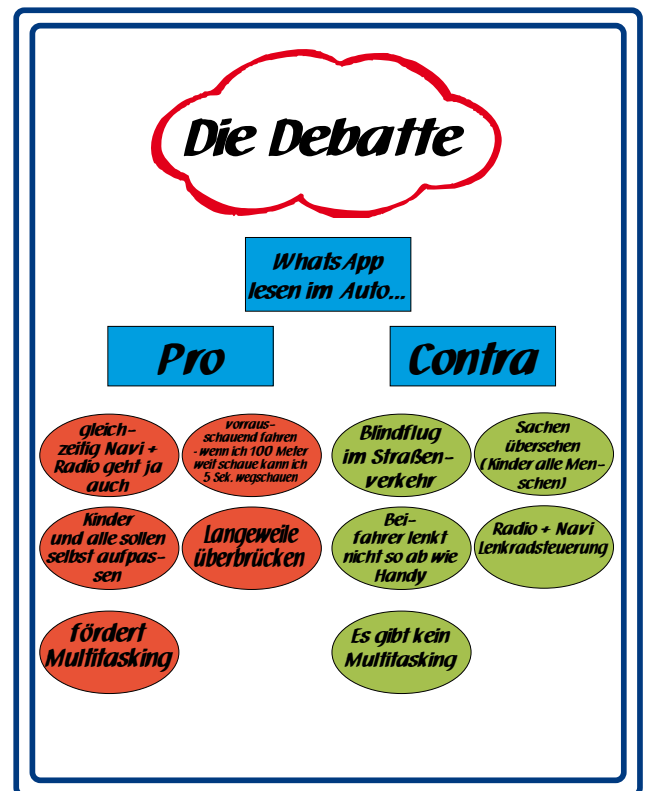 Die Debatte
WhatsApp
lesen im Auto...
Pro
Contra
gleich-
zeitig Navi +
Radio geht ja
auch
vorraus-
schauend fahren
- wenn ich 100 Meter
weit schaue kann ich
5 Sek. wegschauen
Kinder
und alle sollen
selbst aufpas-
sen
Langeweile
überbrücken
fördert
Multitasking
Blindflug
im Straßen-
verkehr
Sachen
übersehen
(Kinder alle Men-
schen)
Bei-
fahrer lenkt
nicht so ab wie
Handy
Radio + Navi
Lenkradsteuerung
Es gibt kein
Multitasking